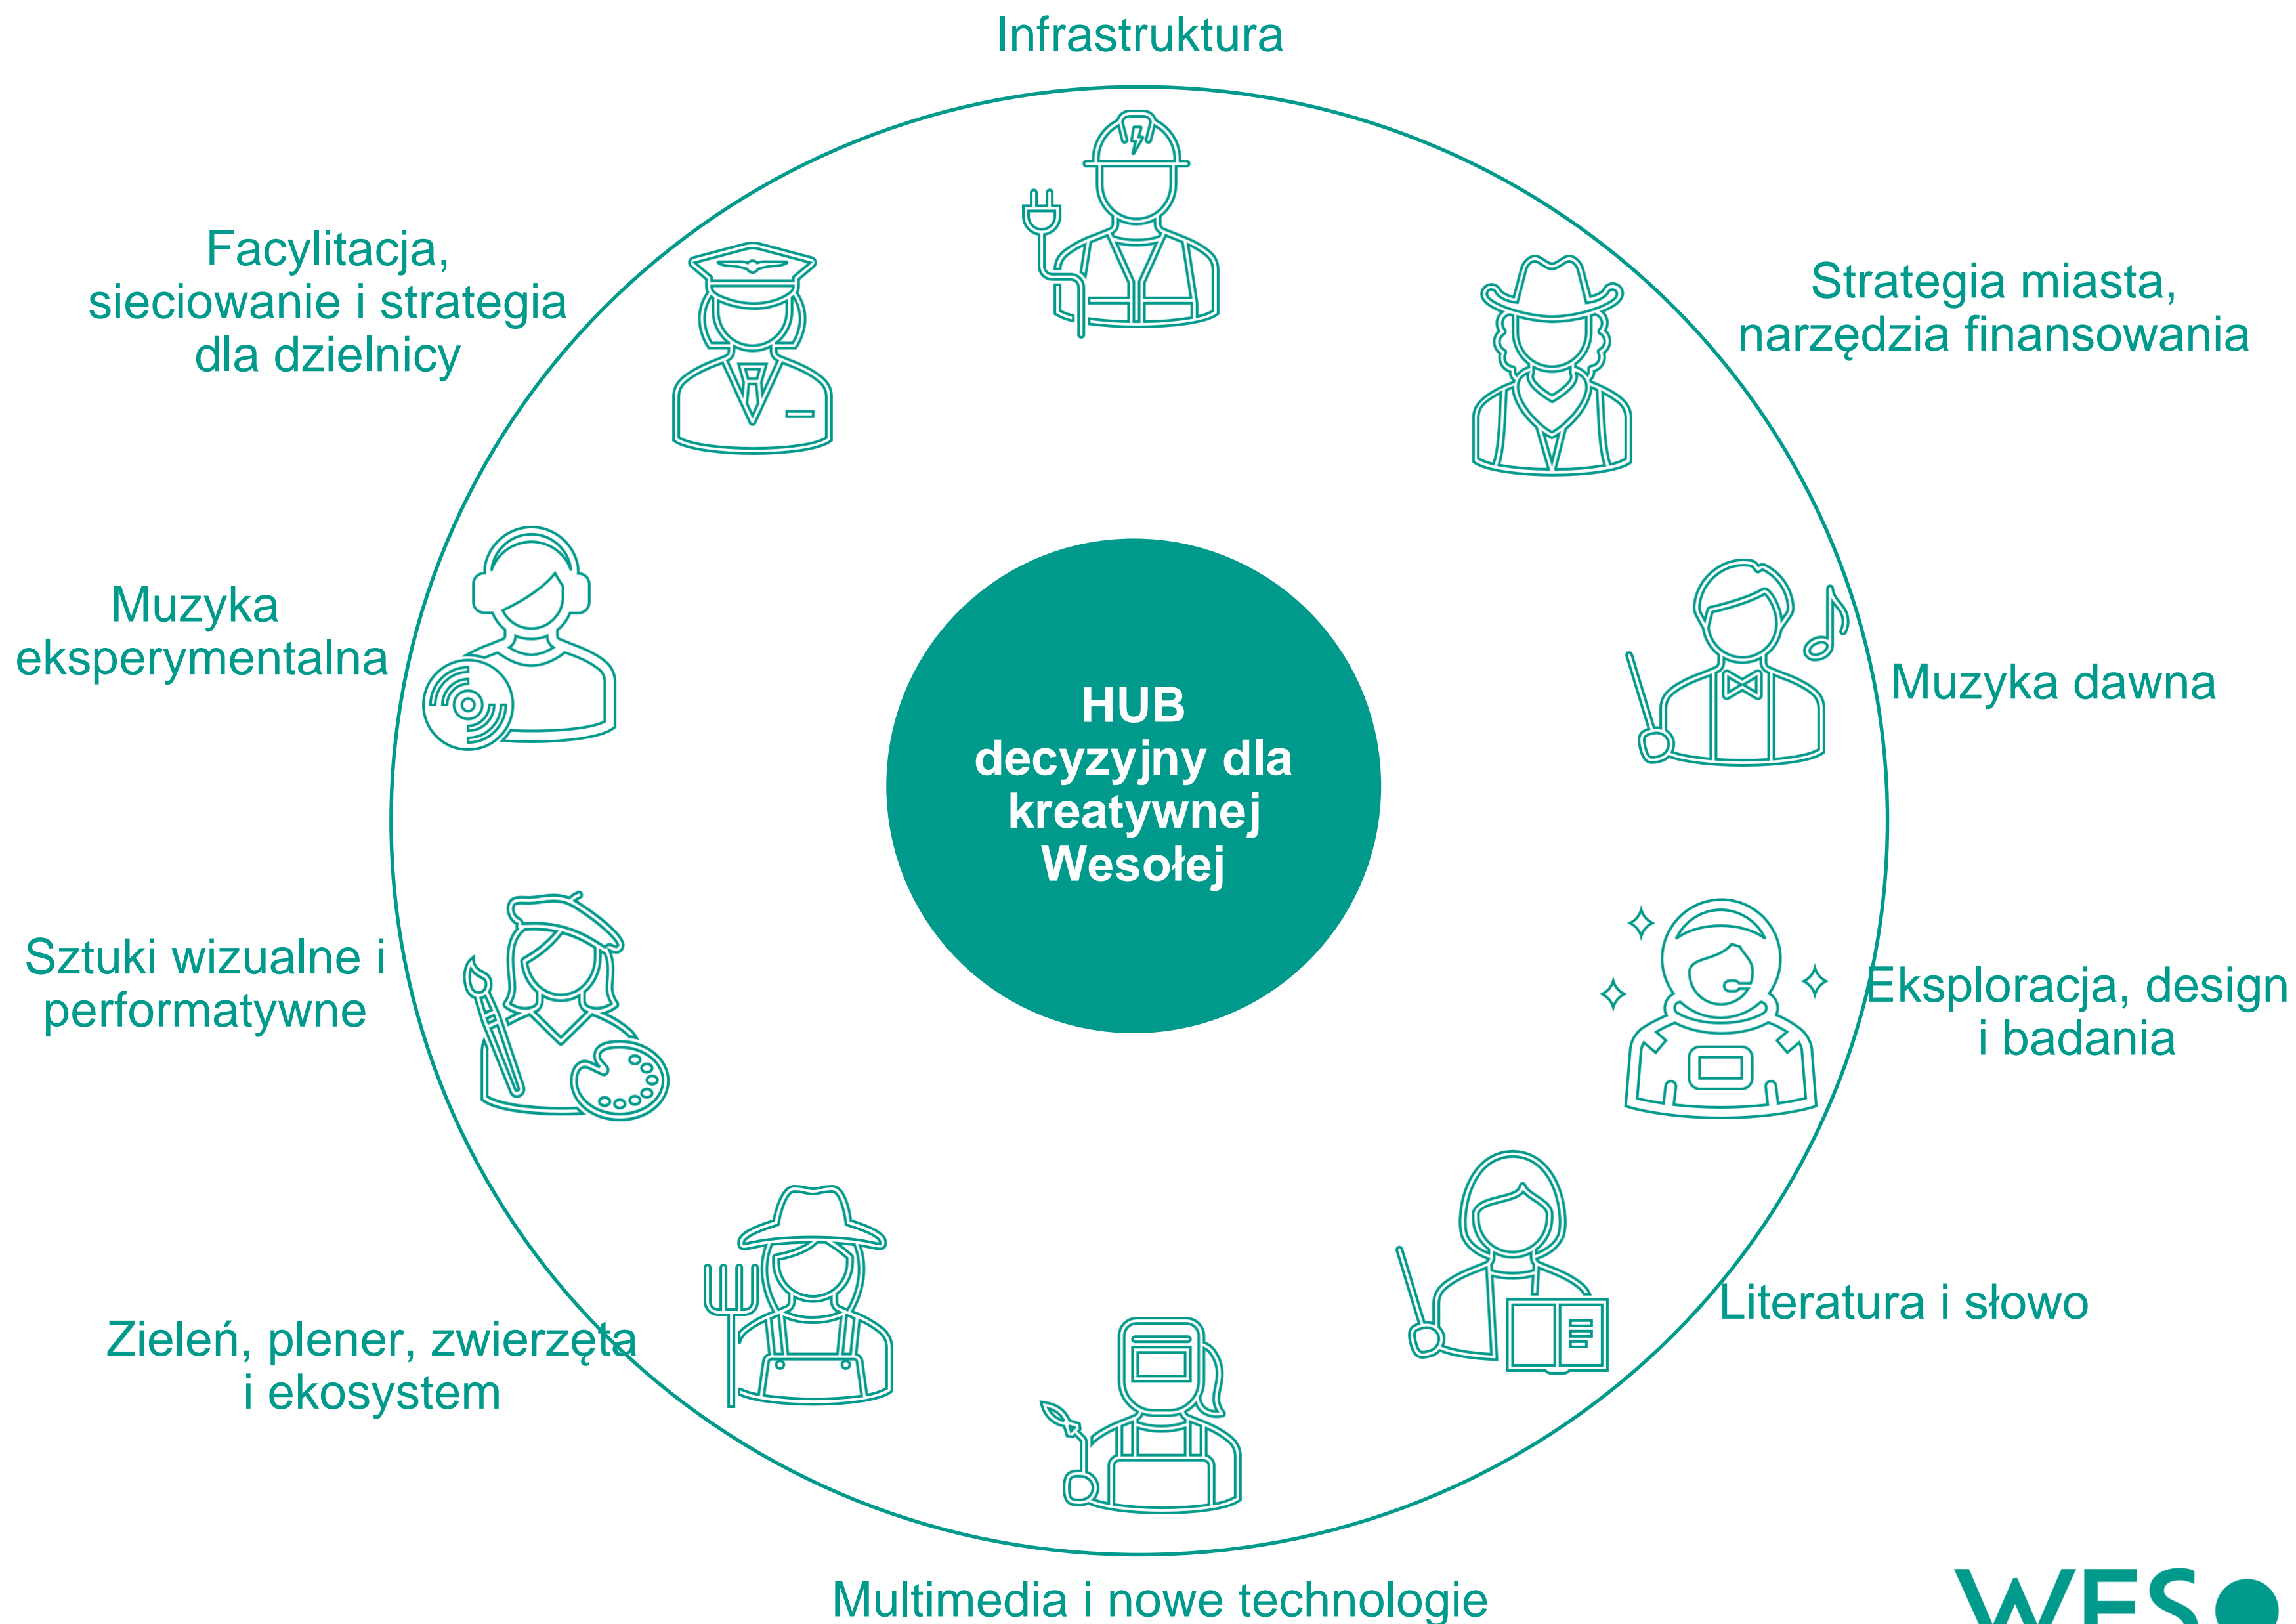 Infrastruktura
Facylitacja,
sieciowanie i strategia
dla dzielnicy
Strategia miasta,
narzędzia finansowania
Muzyka
eksperymentalna
HUB
decyzyjny dla
kreatywnej
Wesołej
Muzyka dawna
Sztuki wizualne i
performatywne
Eksploracja, design
i badania
Literatura i słowo
Zieleń, plener, zwierzęta
i ekosystem
Multimedia i nowe technologie
WES